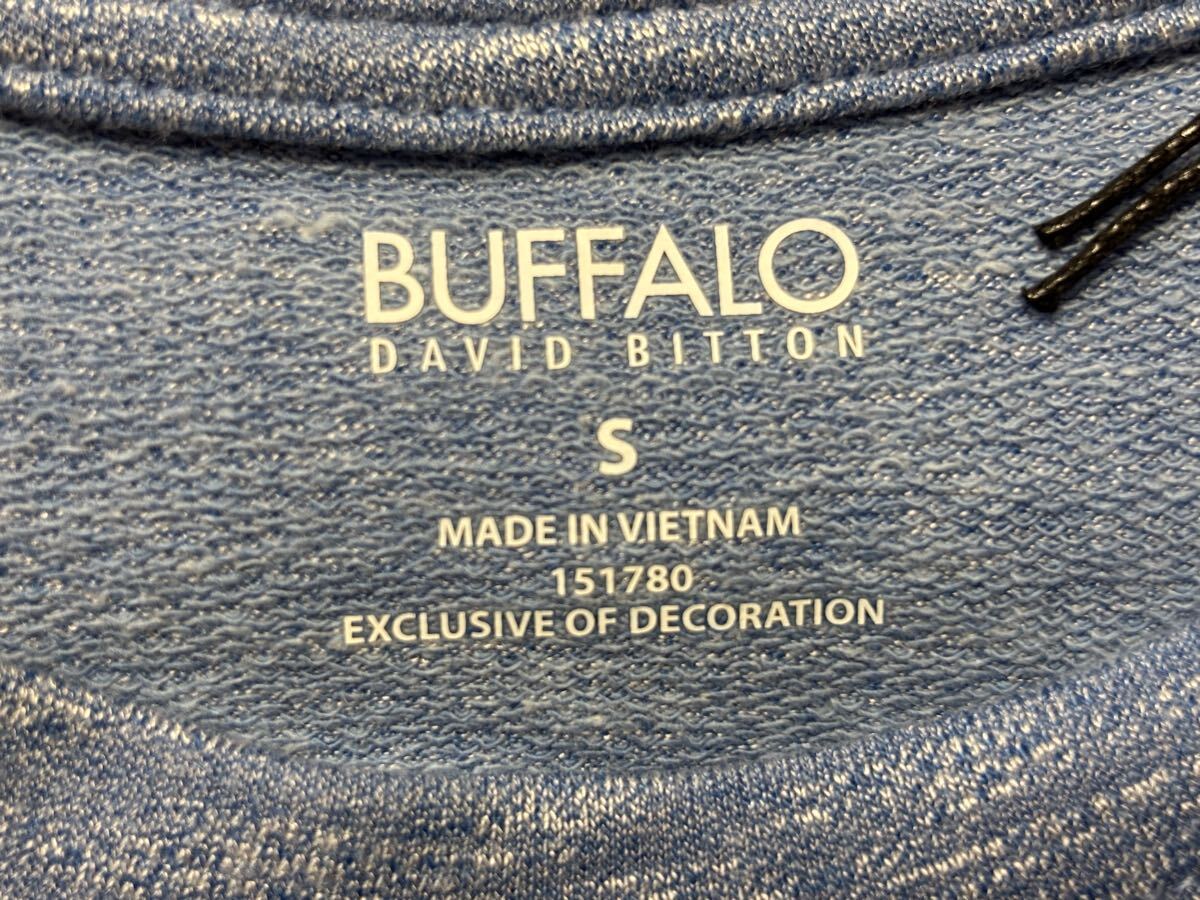 BUFFALO
DAVID BITTON
S
MADE IN VIETNAM
151780
EXCLUSIVE OF DECORATION